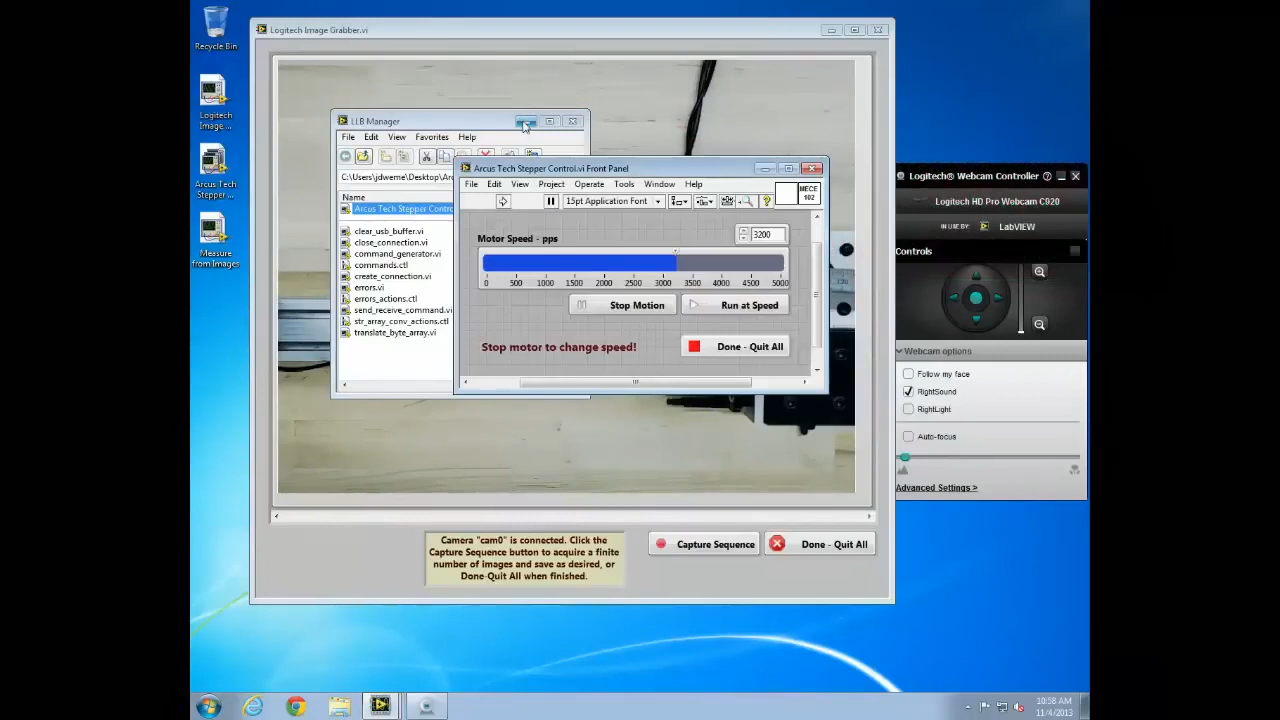 Recycle Bin
Logitech
Image ...
Arcus Tech
Stepper ...
Measure
from Images
Logitech Image Grabber.vi
LLB Manager
File Edit View Favorites Help
C:\Users\jdweme\Desktop\Arc
Name
Arcus Tech Stepper Contro
clear_usb_buffer.vi
close_connection.vi
command_generator.vi
commands.ctl
create_connection.vi
errors.vi
errors_actions.ctl
send_receive_command.vi
str_array_conv_actions.ctl
translate_byte_array.vi
Arcus Tech Stepper Control.vi Front Panel
File Edit View Project Operate Tools Window Help
15pt Application Font
MECE
102
Motor Speed - pps
3200
0 500 1000 1500 2000 2500 3000 3500 4000 4500 5000
Stop Motion
Run at Speed
Stop motor to change speed!
Done - Quit All
Camera "cam0" is connected. Click the
Capture Sequence button to acquire a finite
number of images and save as desired, or
Done-Quit All when finished.
Capture Sequence
Done - Quit All
Logitech® Webcam Controller
Logitech HD Pro Webcam C920
IN USE BY: LabVIEW
Controls
Webcam options
Follow my face
RightSound
RightLight
Auto-focus
Advanced Settings >
10:58 AM
11/4/2013